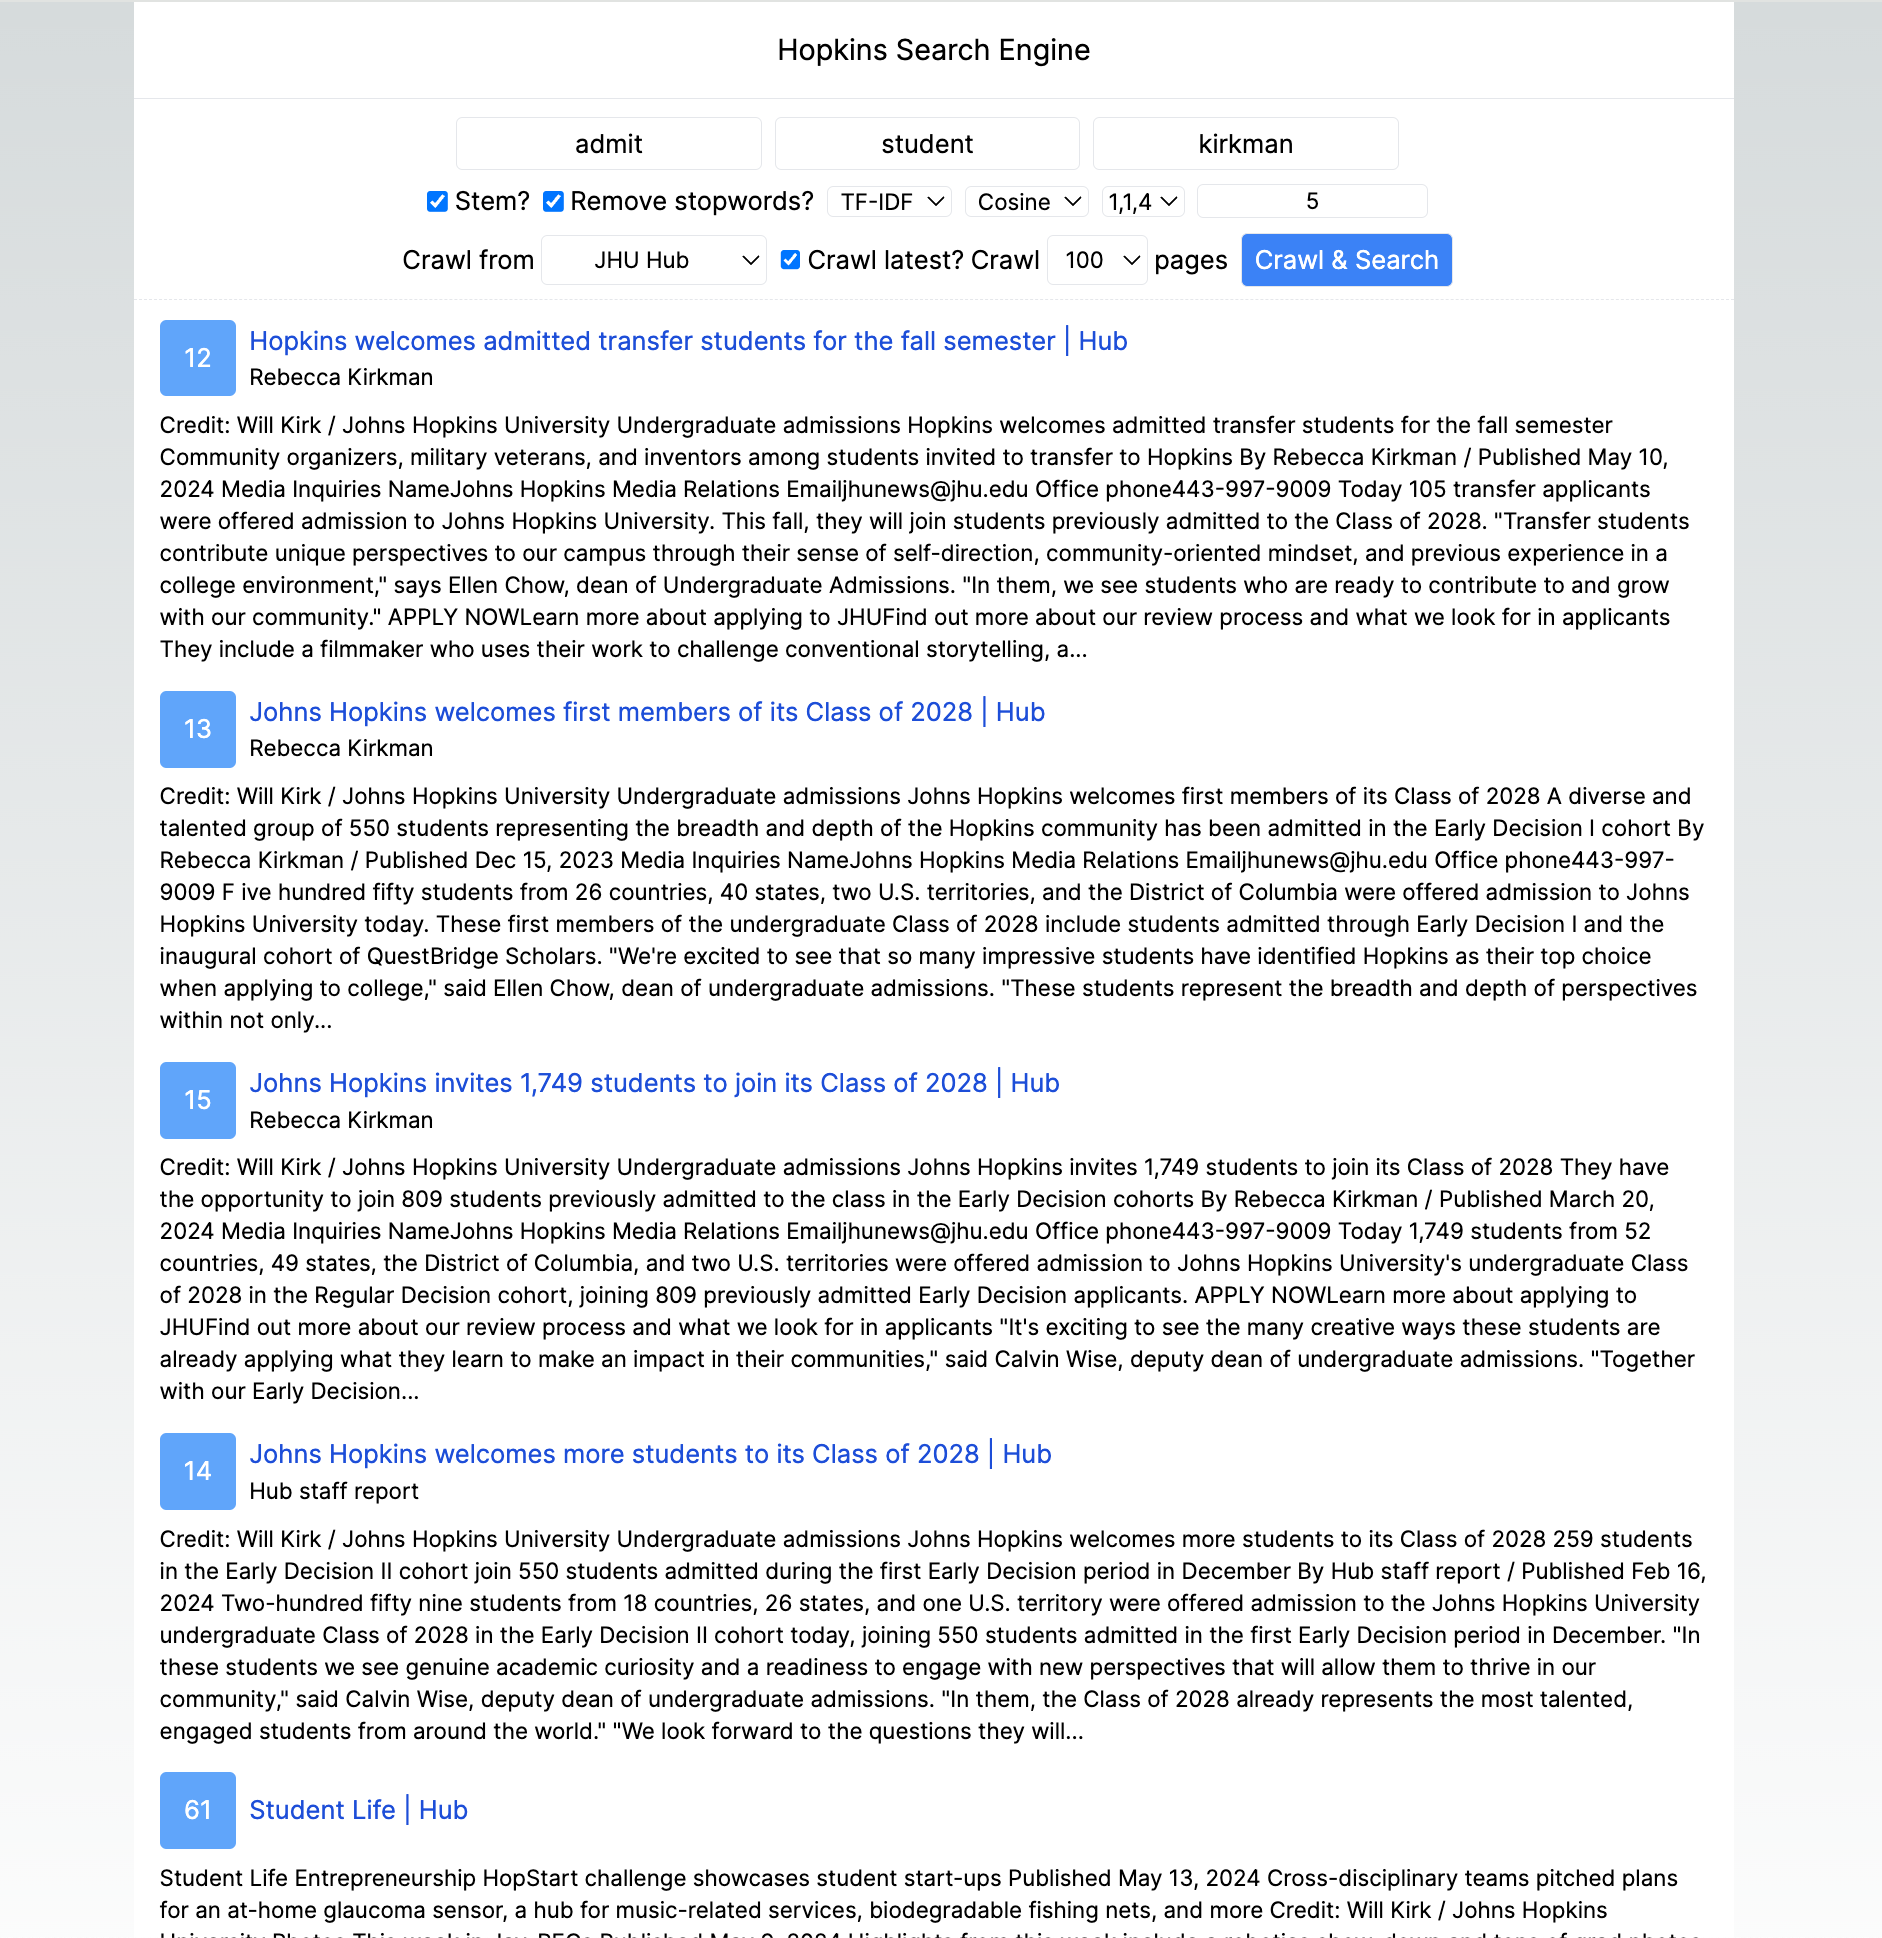 Hopkins Search Engine
admit student kirkman
Stem? Remove stopwords? TF-IDF Cosine 1,1,4 5
Crawl from JHU Hub Crawl latest? Crawl 100 pages Crawl & Search
12 Hopkins welcomes admitted transfer students for the fall semester | Hub
Rebecca Kirkman
Credit: Will Kirk / Johns Hopkins University Undergraduate admissions Hopkins welcomes admitted transfer students for the fall semester
Community organizers, military veterans, and inventors among students invited to transfer to Hopkins By Rebecca Kirkman / Published May 10,
2024 Media Inquiries NameJohns Hopkins Media Relations Emailjhunews@jhu.edu Office phone443-997-9009 Today 105 transfer applicants
were offered admission to Johns Hopkins University. This fall, they will join students previously admitted to the Class of 2028. "Transfer students
contribute unique perspectives to our campus through their sense of self-direction, community-oriented mindset, and previous experience in a
college environment," says Ellen Chow, dean of Undergraduate Admissions. "In them, we see students who are ready to contribute to and grow
with our community." APPLY NOWLearn more about applying to JHUFind out more about our review process and what we look for in applicants
They include a filmmaker who uses their work to challenge conventional storytelling, a...
13 Johns Hopkins welcomes first members of its Class of 2028 | Hub
Rebecca Kirkman
Credit: Will Kirk / Johns Hopkins University Undergraduate admissions Johns Hopkins welcomes first members of its Class of 2028 A diverse and
talented group of 550 students representing the breadth and depth of the Hopkins community has been admitted in the Early Decision I cohort By
Rebecca Kirkman / Published Dec 15, 2023 Media Inquiries NameJohns Hopkins Media Relations Emailjhunews@jhu.edu Office phone443-997-
9009 F ive hundred fifty students from 26 countries, 40 states, two U.S. territories, and the District of Columbia were offered admission to Johns
Hopkins University today. These first members of the undergraduate Class of 2028 include students admitted through Early Decision I and the
inaugural cohort of QuestBridge Scholars. "We're excited to see that so many impressive students have identified Hopkins as their top choice
when applying to college," said Ellen Chow, dean of undergraduate admissions. "These students represent the breadth and depth of perspectives
within not only...
15 Johns Hopkins invites 1,749 students to join its Class of 2028 | Hub
Rebecca Kirkman
Credit: Will Kirk / Johns Hopkins University Undergraduate admissions Johns Hopkins invites 1,749 students to join its Class of 2028 They have
the opportunity to join 809 students previously admitted to the class in the Early Decision cohorts By Rebecca Kirkman / Published March 20,
2024 Media Inquiries NameJohns Hopkins Media Relations Emailjhunews@jhu.edu Office phone443-997-9009 Today 1,749 students from 52
countries, 49 states, the District of Columbia, and two U.S. territories were offered admission to Johns Hopkins University's undergraduate Class
of 2028 in the Regular Decision cohort, joining 809 previously admitted Early Decision applicants. APPLY NOWLearn more about applying to
JHUFind out more about our review process and what we look for in applicants "It's exciting to see the many creative ways these students are
already applying what they learn to make an impact in their communities," said Calvin Wise, deputy dean of undergraduate admissions. "Together
with our Early Decision...
14 Johns Hopkins welcomes more students to its Class of 2028 | Hub
Hub staff report
Credit: Will Kirk / Johns Hopkins University Undergraduate admissions Johns Hopkins welcomes more students to its Class of 2028 259 students
in the Early Decision II cohort join 550 students admitted during the first Early Decision period in December By Hub staff report / Published Feb 16,
2024 Two-hundred fifty nine students from 18 countries, 26 states, and one U.S. territory were offered admission to the Johns Hopkins University
undergraduate Class of 2028 in the Early Decision II cohort today, joining 550 students admitted in the first Early Decision period in December. "In
these students we see genuine academic curiosity and a readiness to engage with new perspectives that will allow them to thrive in our
community," said Calvin Wise, deputy dean of undergraduate admissions. "In them, the Class of 2028 already represents the most talented,
engaged students from around the world." "We look forward to the questions they will...
61 Student Life | Hub
Student Life Entrepreneurship HopStart challenge showcases student start-ups Published May 13, 2024 Cross-disciplinary teams pitched plans
for an at-home glaucoma sensor, a hub for music-related services, biodegradable fishing nets, and more Credit: Will Kirk / Johns Hopkins